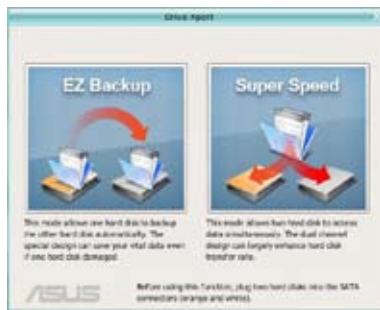 Drive Xpert
EZ Backup
Super Speed
This mode allows one hard disk to backup
the other hard disk automatically. The
special design can save your vital data even
if one hard disk damaged.
This mode allows two hard disk to access
data simultaneously. The dual channel
design can largely enhance hard disk
transfer rate.
ASUS
Before using this function, plug two hard disks into the SATA
connectors (orange and white).